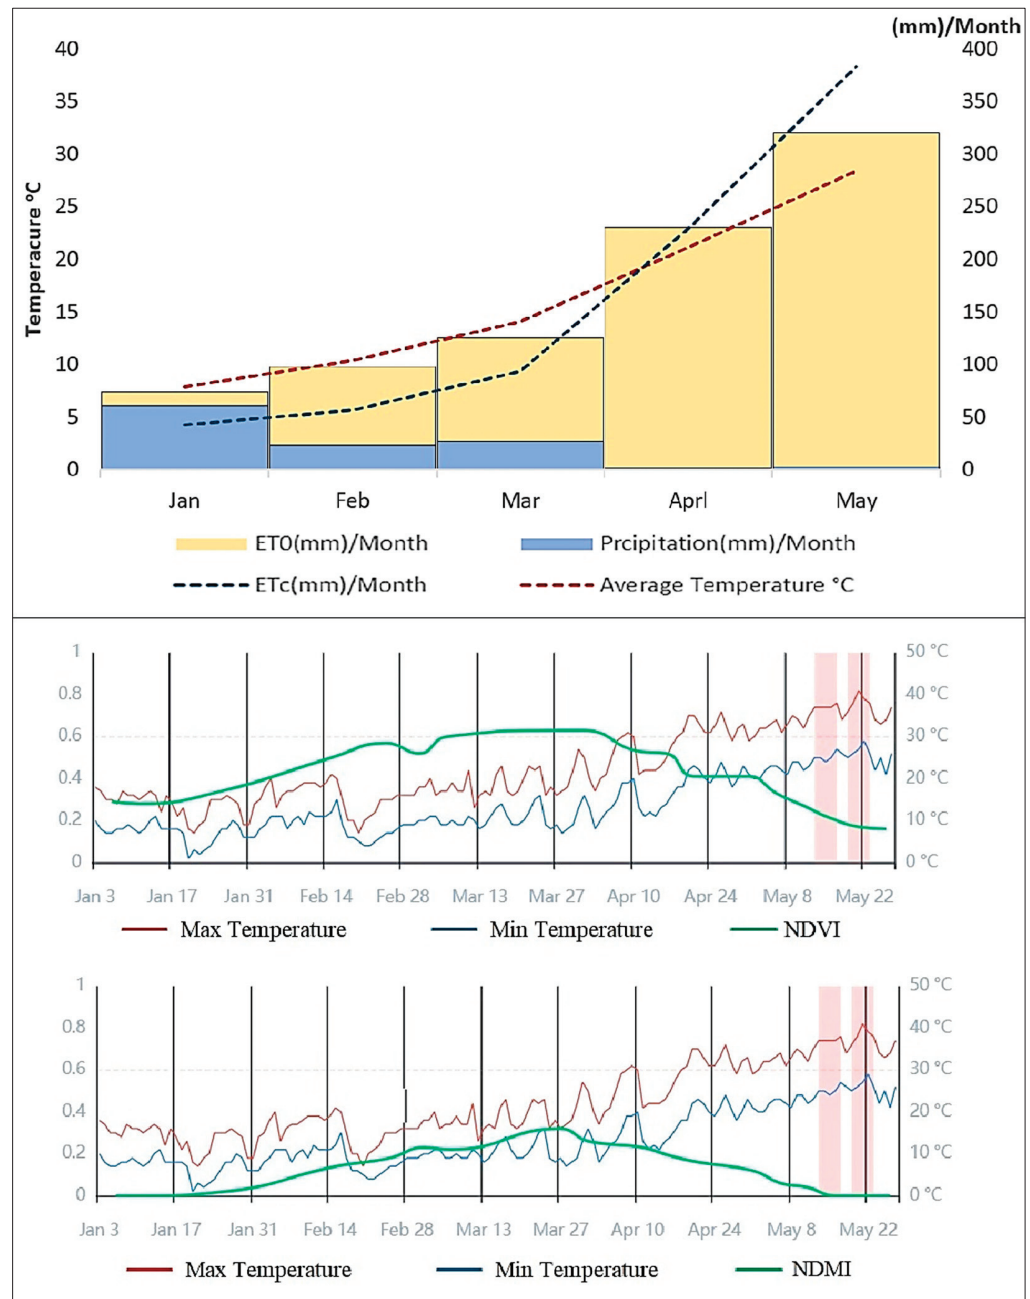 (mm)/Month
40 400
35 350
30 300
25 250
20 200
15 150
10 100
5 50
0 0
Temperacure °C
Jan Feb Mar Aprl May
ET0(mm)/Month Prcipitation(mm)/Month
ETc(mm)/Month Average Temperature °C
1 50 °C
0.8 40 °C
0.6 30 °C
0.4 20 °C
0.2 10 °C
0 0 °C
Jan 3 Jan 17 Jan 31 Feb 14 Feb 28 Mar 13 Mar 27 Apr 10 Apr 24 May 8 May 22
Max Temperature Min Temperature NDVI
1 50 °C
0.8 40 °C
0.6 30 °C
0.4 20 °C
0.2 10 °C
0 0 °C
Jan 3 Jan 17 Jan 31 Feb 14 Feb 28 Mar 13 Mar 27 Apr 10 Apr 24 May 8 May 22
Max Temperature Min Temperature NDMI